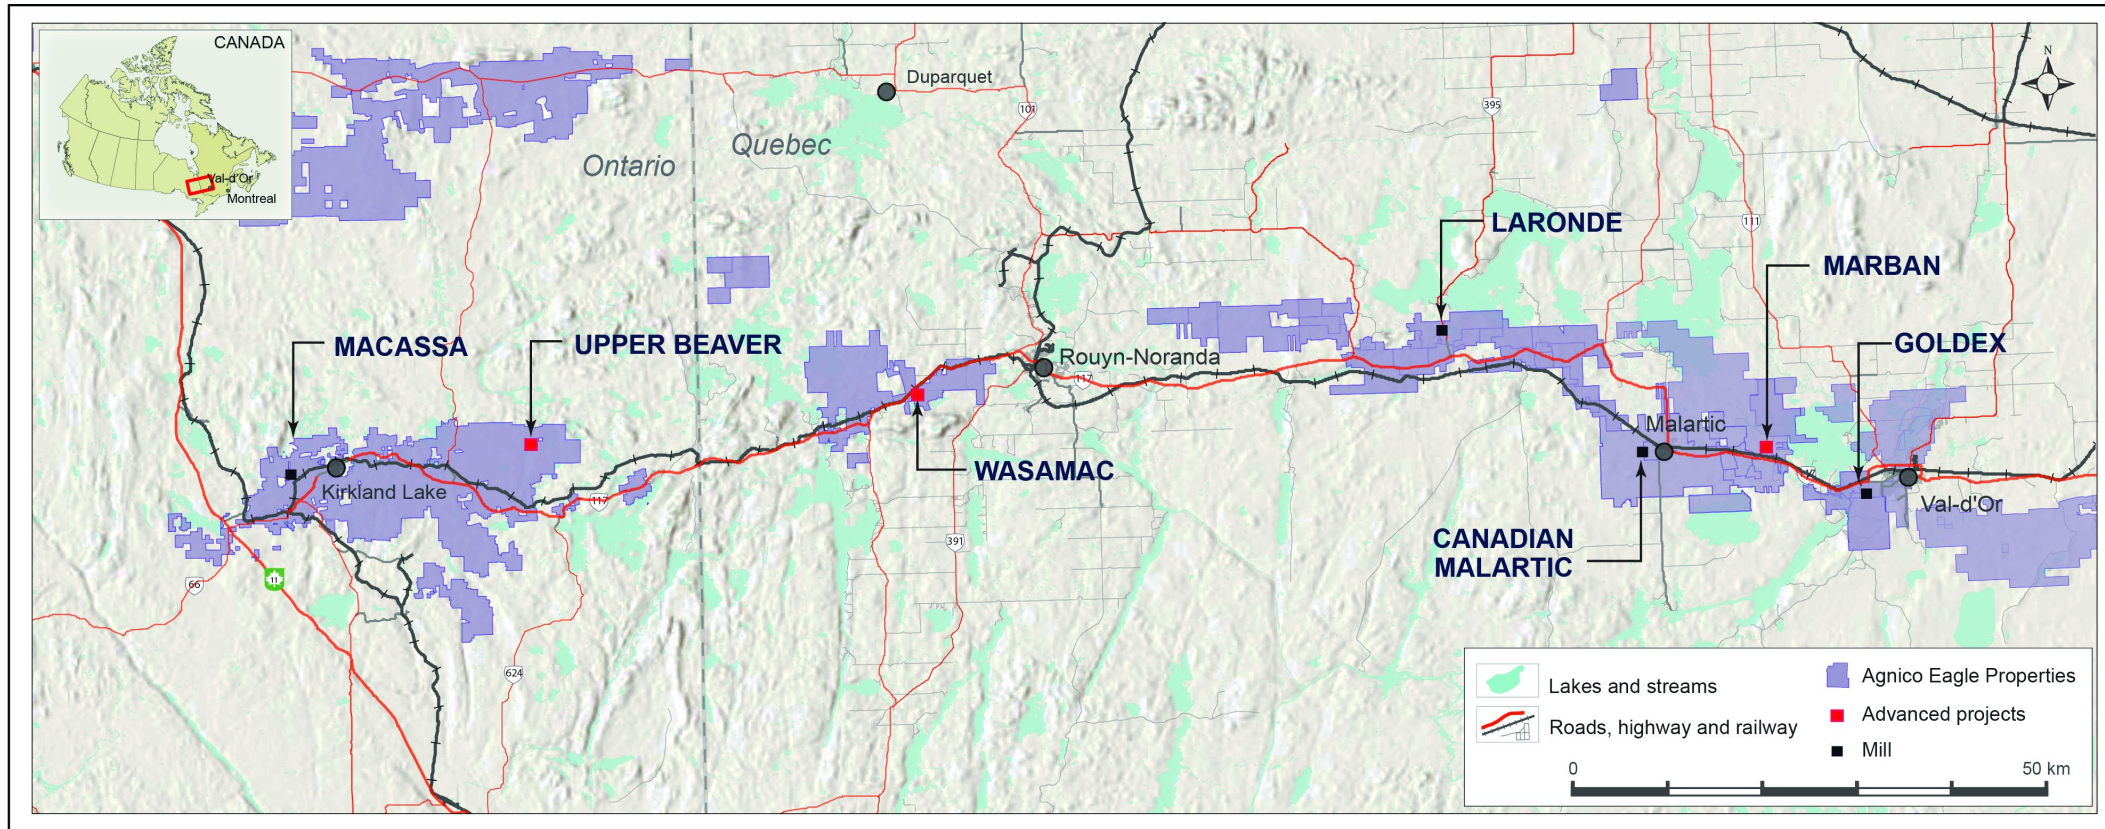 CANADA
Val-d'Or
Montreal
N
Duparquet
101
395
Ontario
Quebec
111
LARONDE
MARBAN
GOLDEX
MACASSA
UPPER BEAVER
Rouyn-Noranda
117
WASAMAC
Malartic
Kirkland Lake
117
Val-d'Or
CANADIAN
MALARTIC
391
66
11
624
Lakes and streams
Roads, highway and railway
Agnico Eagle Properties
Advanced projects
Mill
0
50 km